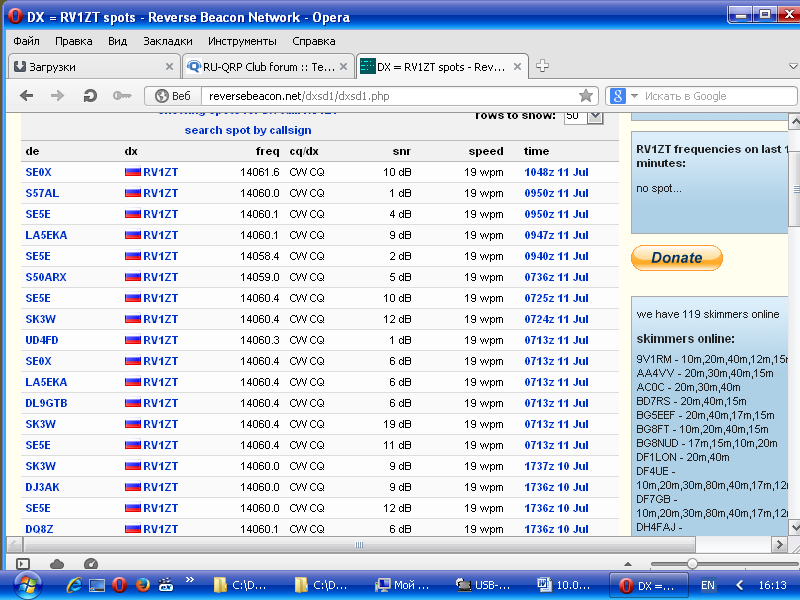 DX = RV1ZT spots - Reverse Beacon Network - Opera
Файл Правка Вид Закладки Инструменты Справка
Загрузки RU-QRP Club forum :: Те... DX = RV1ZT spots - Rev...
Веб reversebeacon.net/dxsd1/dxsd1.php Искать в Google
rows to show: 50
search spot by callsign
de dx freq cq/dx snr speed time
SE0X RV1ZT 14061.6 CW CQ 10 dB 19 wpm 1048z 11 Jul
S57AL RV1ZT 14060.0 CW CQ 1 dB 19 wpm 0950z 11 Jul
SE5E RV1ZT 14060.1 CW CQ 4 dB 19 wpm 0950z 11 Jul
LA5EKA RV1ZT 14060.1 CW CQ 9 dB 19 wpm 0947z 11 Jul
SE5E RV1ZT 14058.4 CW CQ 2 dB 19 wpm 0940z 11 Jul
S50ARX RV1ZT 14059.0 CW CQ 5 dB 19 wpm 0736z 11 Jul
SE5E RV1ZT 14060.4 CW CQ 10 dB 19 wpm 0725z 11 Jul
SK3W RV1ZT 14060.4 CW CQ 12 dB 19 wpm 0724z 11 Jul
UD4FD RV1ZT 14060.3 CW CQ 1 dB 19 wpm 0713z 11 Jul
SE0X RV1ZT 14060.4 CW CQ 6 dB 19 wpm 0713z 11 Jul
LA5EKA RV1ZT 14060.4 CW CQ 6 dB 19 wpm 0713z 11 Jul
DL9GTB RV1ZT 14060.4 CW CQ 6 dB 19 wpm 0713z 11 Jul
SK3W RV1ZT 14060.4 CW CQ 19 dB 19 wpm 0713z 11 Jul
SE5E RV1ZT 14060.4 CW CQ 11 dB 19 wpm 0713z 11 Jul
SK3W RV1ZT 14060.0 CW CQ 9 dB 19 wpm 1737z 10 Jul
DJ3AK RV1ZT 14060.0 CW CQ 9 dB 19 wpm 1736z 10 Jul
SE5E RV1ZT 14060.0 CW CQ 12 dB 19 wpm 1736z 10 Jul
DQ8Z RV1ZT 14060.1 CW CQ 6 dB 19 wpm 1736z 10 Jul
RV1ZT frequencies on last 1
minutes:
no spot...
Donate
we have 119 skimmers online
skimmers online:
9V1RM - 10m,20m,40m,12m,15m
AA4VV - 20m,30m,40m,15m
AC0C - 20m,30m,40m
BD7RS - 20m,40m,15m
BG5EEF - 20m,40m,17m,15m
BG8FT - 10m,20m,40m,15m
BG8NUD - 17m,15m,10m,20m
DF1LON - 20m,40m
DF4UE -
10m,20m,30m,80m,40m,17m,12m
DF7GB -
10m,20m,30m,80m,40m,17m,12m
DH4FAJ -
C:\D... C:\D... Мой ... USB-... 10.0... DX =... EN 16:13